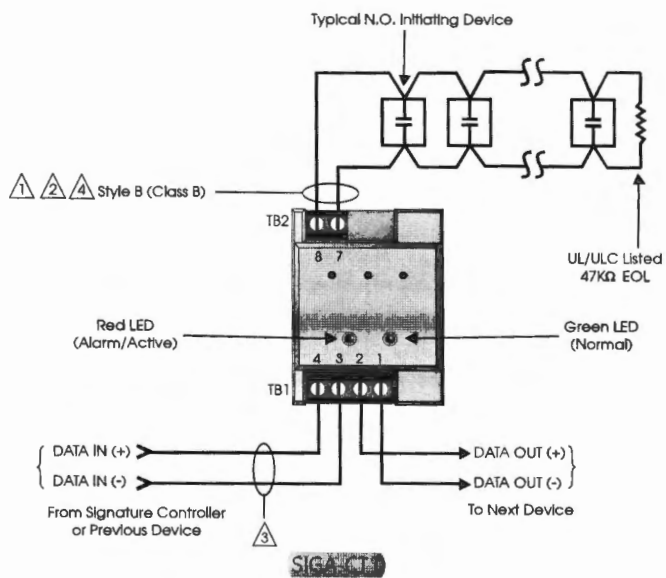 Typical N.O. Initiating Device
1 2 4 Style B (Class B)
TB2
8 7
UL/ULC Listed
47KΩ EOL
Red LED
(Alarm/Active)
Green LED
(Normal)
4 3 2 1
TB1
DATA IN (+)
DATA IN (-)
DATA OUT (+)
DATA OUT (-)
From Signature Controller
or Previous Device
To Next Device
3
SIGA-CT1